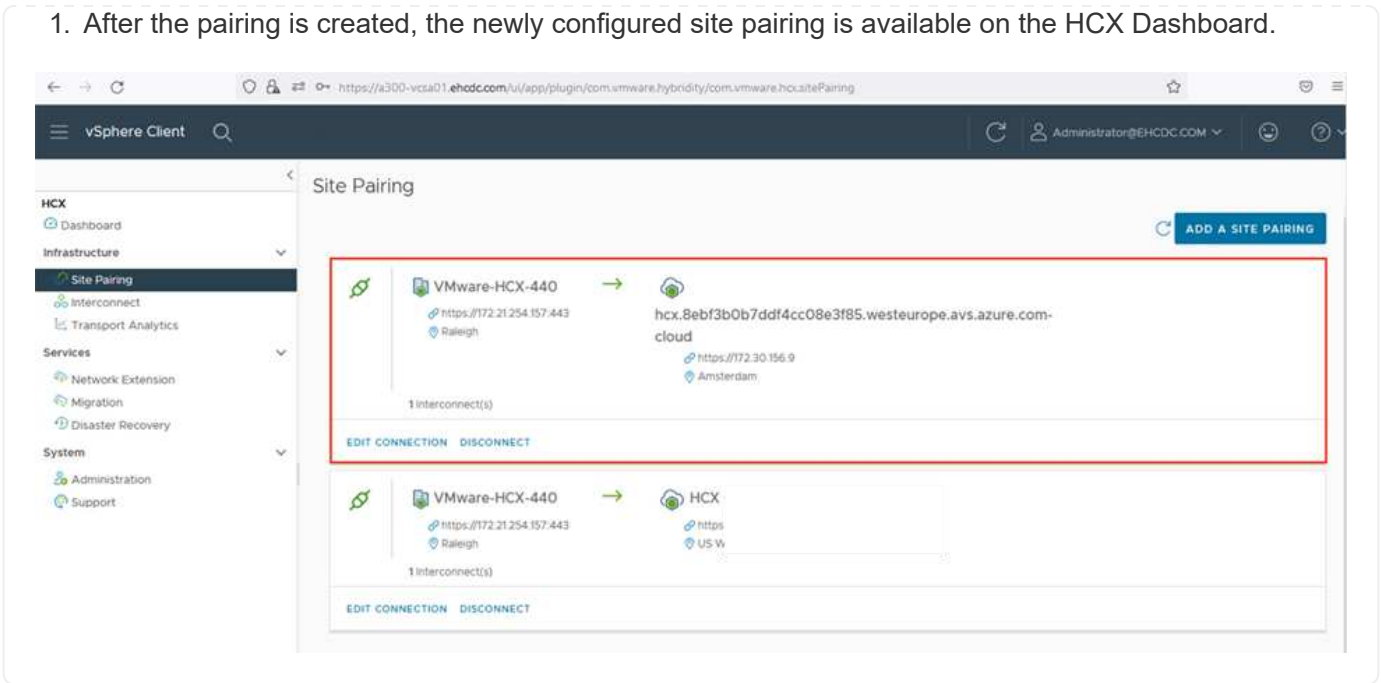 1. After the pairing is created, the newly configured site pairing is available on the HCX Dashboard.
https://a300-vcsa01.ehcdc.com/ui/app/plugin/com.vmware.hybridity/com.vmware.hcx.sitePairing
vSphere Client
Administrator@EHCDC.COM
Site Pairing
HCX
Dashboard
ADD A SITE PAIRING
Infrastructure
Site Pairing
Interconnect
Transport Analytics
Services
Network Extension
Migration
Disaster Recovery
System
Administration
Support
VMware-HCX-440
https://172.21.254.157:443
Raleigh
hcx.8ebf3b0b7ddf4cc08e3f85.westeurope.avs.azure.com-
cloud
https://172.30.156.9
Amsterdam
1 Interconnect(s)
EDIT CONNECTION DISCONNECT
VMware-HCX-440
https://172.21.254.157:443
Raleigh
HCX
https
US W
1 Interconnect(s)
EDIT CONNECTION DISCONNECT